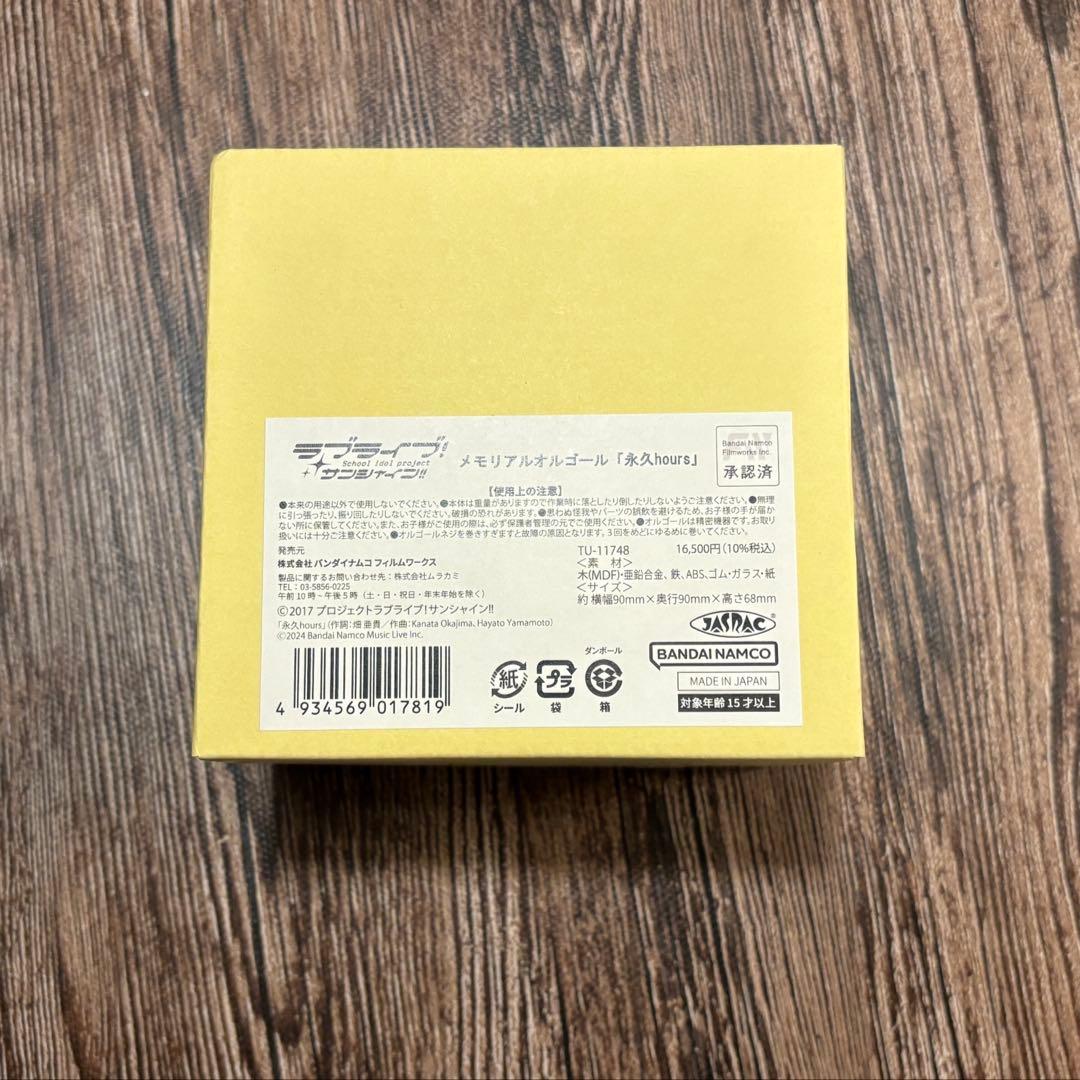 ラブライブ!
School idol project
サンシャイン!!
メモリアルオルゴール「永久hours」
Bandai Namco
Filmworks Inc.
承認済
【使用上の注意】
●本来の用途以外で使用しないでください。●本体は重量がありますので作業時に落としたり倒したりしないようご注意ください。●無理
に引っ張ったり、振り回したりしないでください。破損の恐れがあります。●思わぬ怪我やパーツの誤飲を避けるため、お子様の手が届か
ない所に保管してください。また、お子様がご使用の際は、必ず保護者管理の元でご使用ください。●オルゴールは精密機器です。お取り
扱いには十分ご注意ください。●オルゴールネジを巻きすぎますと故障の原因となります。3回をめどにゆるめに巻いてください。
発売元
株式会社 バンダイナムコ フィルムワークス
製品に関するお問い合わせ先：株式会社ムラカミ
TEL：03-5856-0225
午前10時~午後5時（土・日・祝日・年末年始を除く）
©2017 プロジェクトラブライブ!サンシャイン!!
「永久hours」（作詞：畑 亜貴／作曲：Kanata Okajima、Hayato Yamamoto）
©2024 Bandai Namco Music Live Inc.
TU-11748 16,500円（10%税込）
＜素 材＞
木(MDF)・亜鉛合金、鉄、ABS、ゴム・ガラス・紙
＜サイズ＞
約 横幅90mm×奥行90mm×高さ68mm
JASRAC
BANDAI NAMCO
MADE IN JAPAN
対象年齢15才以上
ダンボール
紙 プラ
シール 袋 箱
4 934569 017819